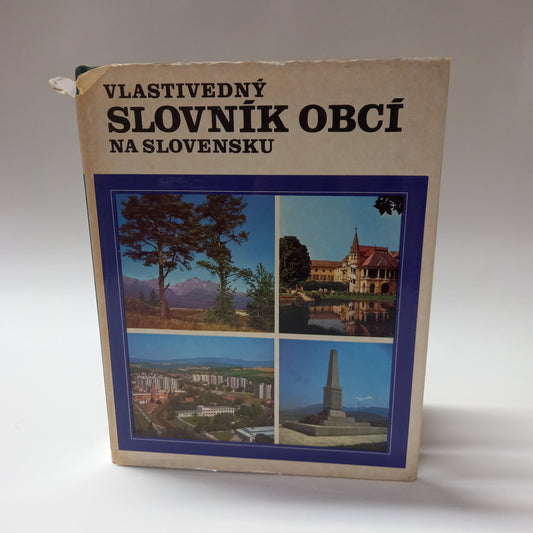 VLASTIVEDNÝ
SLOVNÍK OBCÍ
NA SLOVENSKU